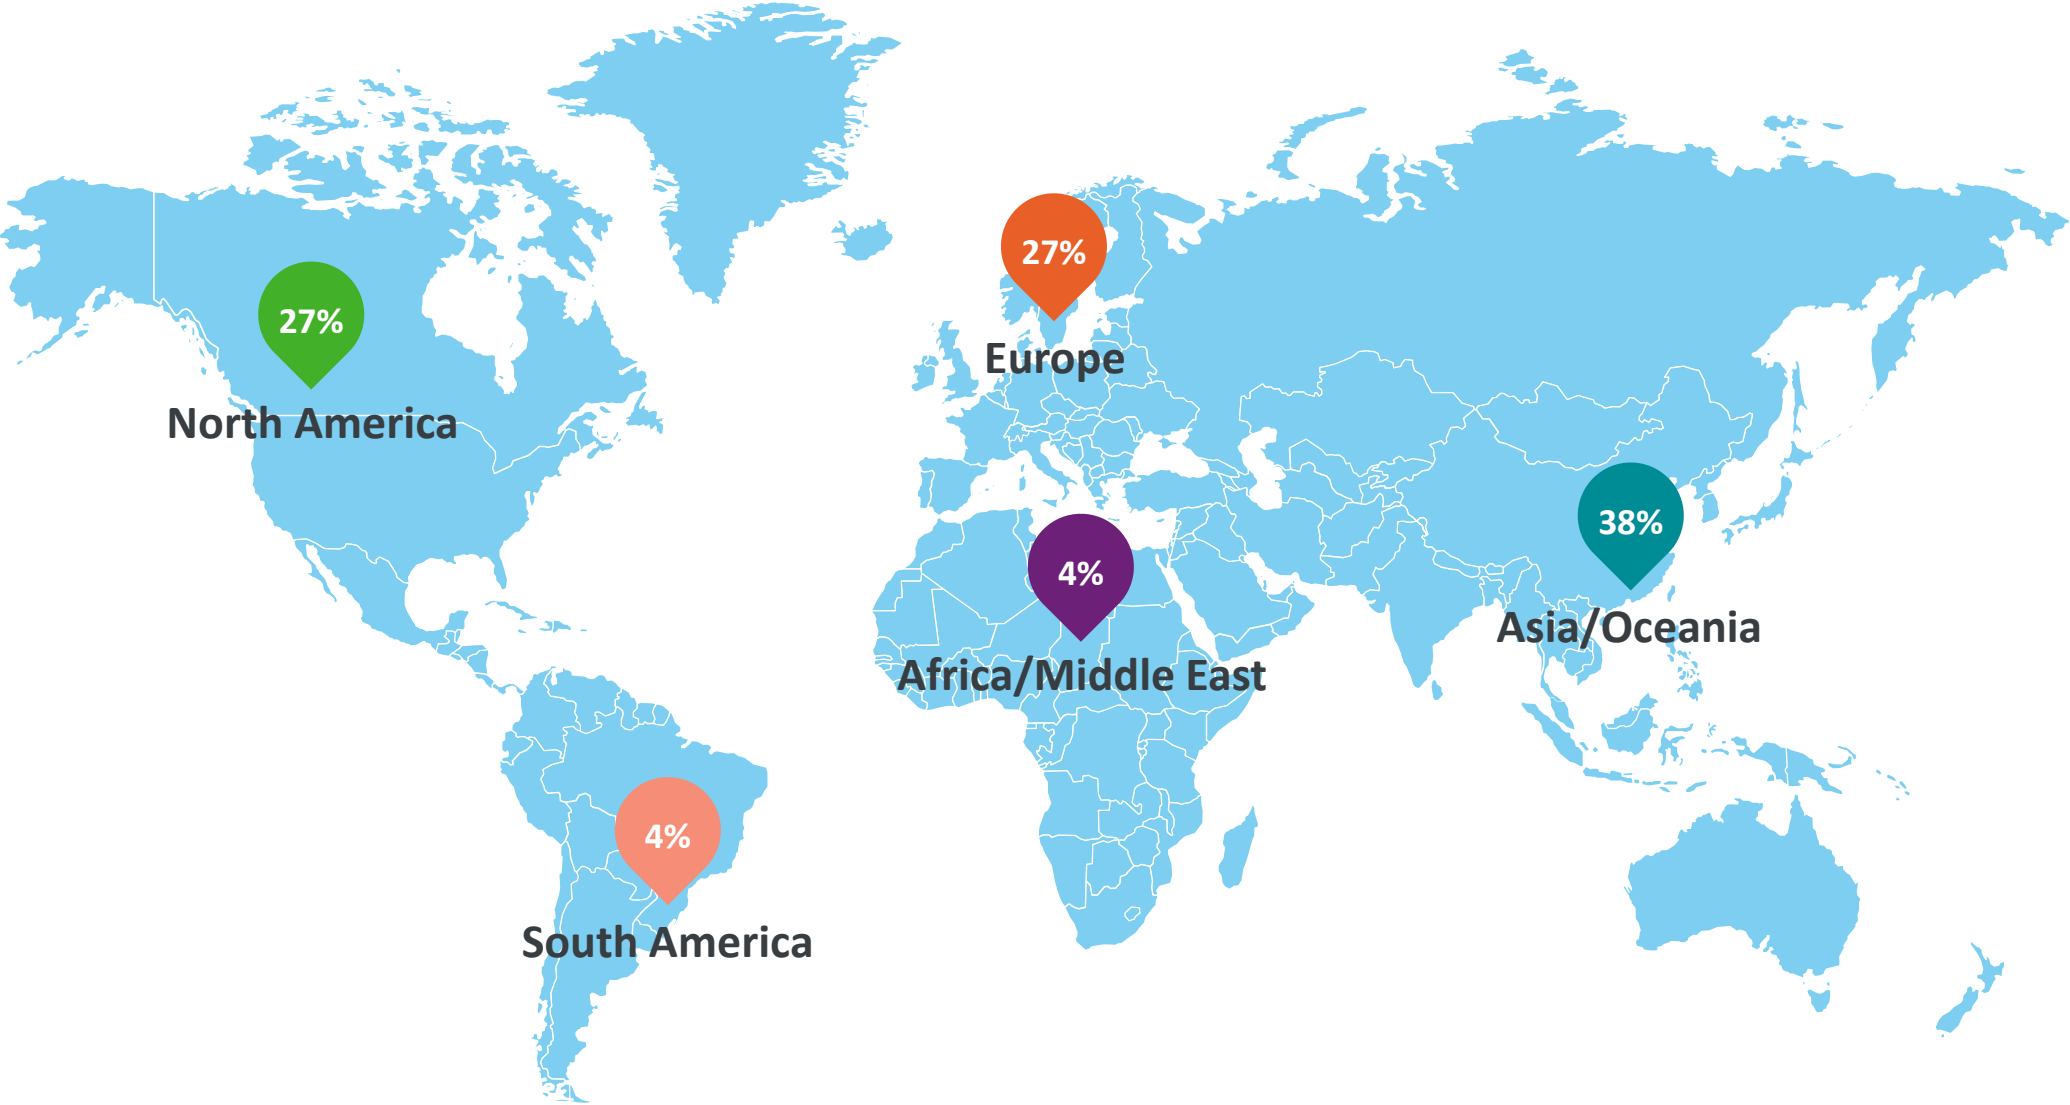 27%
Europe
27%
North America
38%
Asia/Oceania
4%
Africa/Middle East
4%
South America